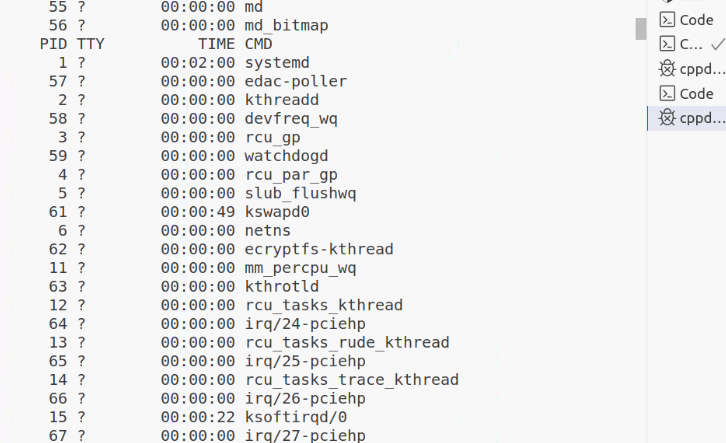 55 ?        00:00:00 md
56 ?        00:00:00 md_bitmap
PID TTY          TIME CMD
1 ?        00:02:00 systemd
57 ?        00:00:00 edac-poller
2 ?        00:00:00 kthreadd
58 ?        00:00:00 devfreq_wq
3 ?        00:00:00 rcu_gp
59 ?        00:00:00 watchdogd
4 ?        00:00:00 rcu_par_gp
5 ?        00:00:00 slub_flushwq
61 ?        00:00:49 kswapd0
6 ?        00:00:00 netns
62 ?        00:00:00 ecryptfs-kthread
11 ?        00:00:00 mm_percpu_wq
63 ?        00:00:00 kthrotld
12 ?        00:00:00 rcu_tasks_kthread
64 ?        00:00:00 irq/24-pciehp
13 ?        00:00:00 rcu_tasks_rude_kthread
65 ?        00:00:00 irq/25-pciehp
14 ?        00:00:00 rcu_tasks_trace_kthread
66 ?        00:00:00 irq/26-pciehp
15 ?        00:00:22 ksoftirqd/0
67 ?        00:00:00 irq/27-pciehp
Code
C...
cppd...
Code
cppd...